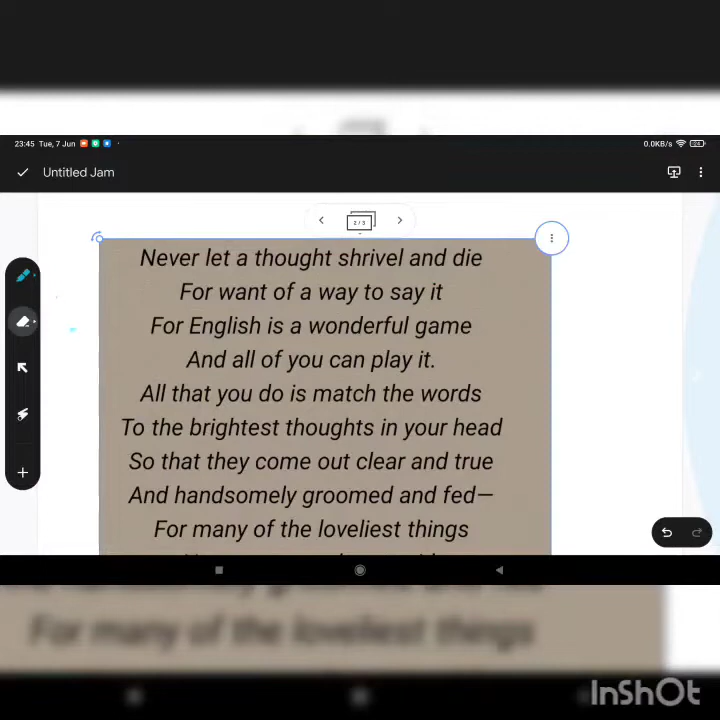 23:45 Tue, 7 Jun
0.0KB/s
Untitled Jam
2 / 3
Never let a thought shrivel and die
For want of a way to say it
For English is a wonderful game
And all of you can play it.
All that you do is match the words
To the brightest thoughts in your head
So that they come out clear and true
And handsomely groomed and fed—
For many of the loveliest things
For many of the loveliest things
InShOt